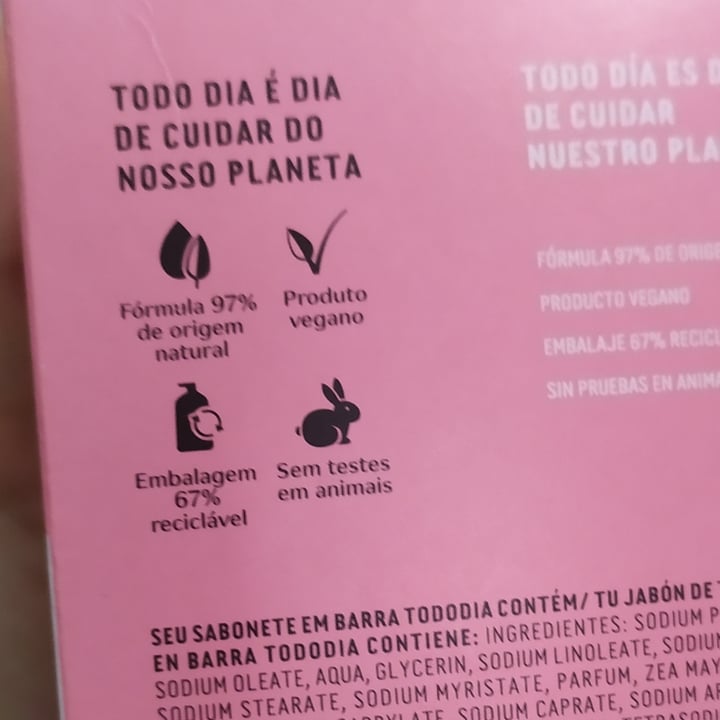 TODO DIA É DIA
DE CUIDAR DO
NOSSO PLANETA
Fórmula 97%
de origem
natural
Produto
vegano
Embalagem
67%
reciclável
Sem testes
em animais
TODO DÍA ES D
DE CUIDAR
NUESTRO PLA
FÓRMULA 97% DE ORIGE
PRODUCTO VEGANO
EMBALAJE 67% RECICL
SIN PRUEBAS EN ANIMA
SEU SABONETE EM BARRA TODODIA CONTÉM/ TU JABÓN DE
EN BARRA TODODIA CONTIENE: INGREDIENTES: SODIUM P
SODIUM OLEATE, AQUA, GLYCERIN, SODIUM LINOLEATE, SODIUM
SODIUM STEARATE, SODIUM MYRISTATE, PARFUM, ZEA MAY
SODIUM CAPRATE, SODIUM AR